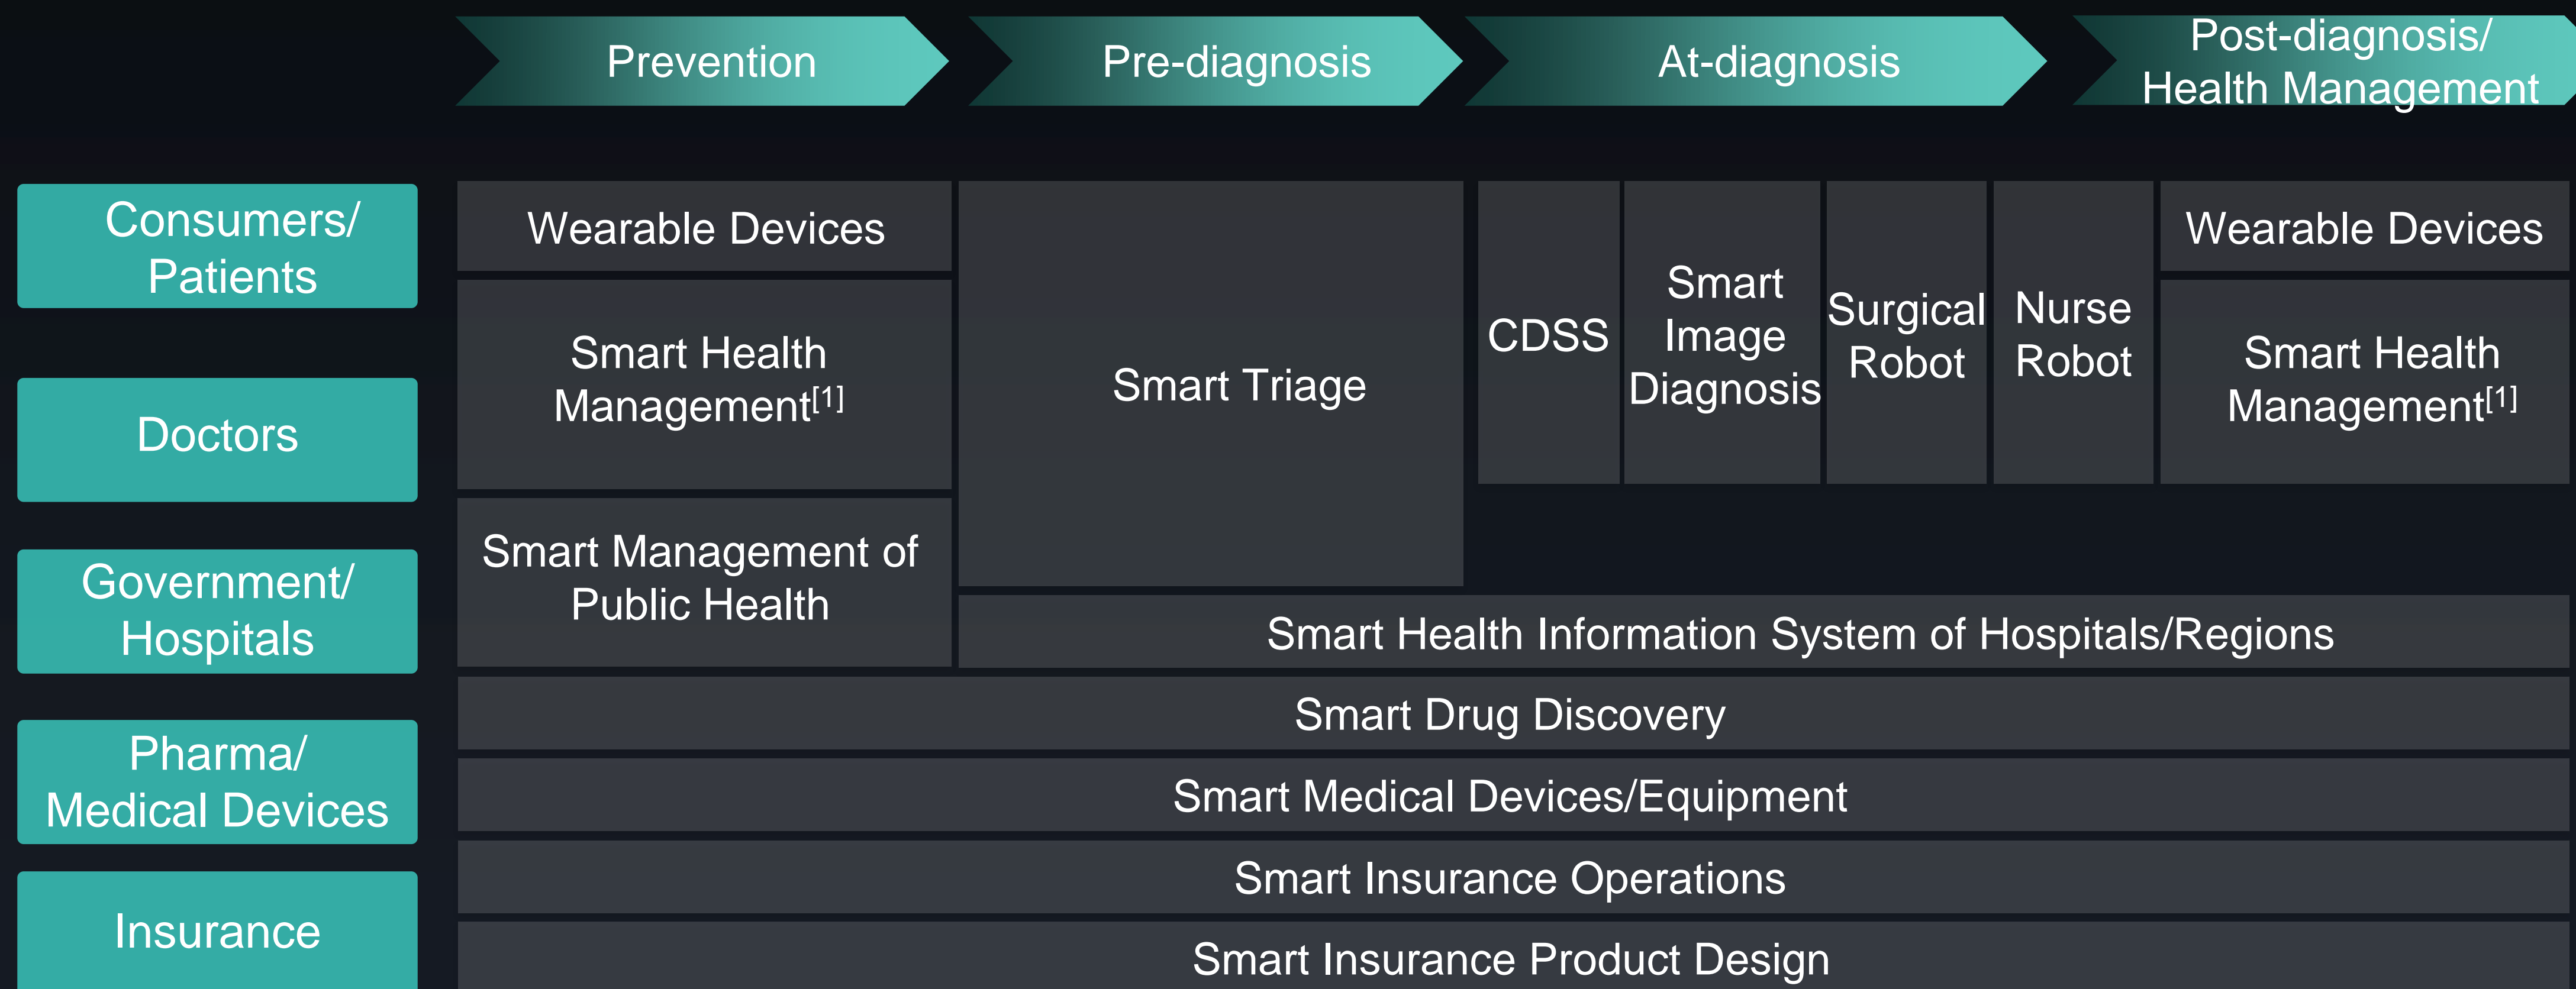 Prevention
Pre-diagnosis
At-diagnosis
Post-diagnosis/
Health Management
Consumers/
Patients
Doctors
Government/
Hospitals
Pharma/
Medical Devices
Insurance
Wearable Devices
Smart Health
Management[1]
Smart Management of
Public Health
Smart Triage
CDSS
Smart
Image
Diagnosis
Surgical
Robot
Nurse
Robot
Wearable Devices
Smart Health
Management[1]
Smart Health Information System of Hospitals/Regions
Smart Drug Discovery
Smart Medical Devices/Equipment
Smart Insurance Operations
Smart Insurance Product Design